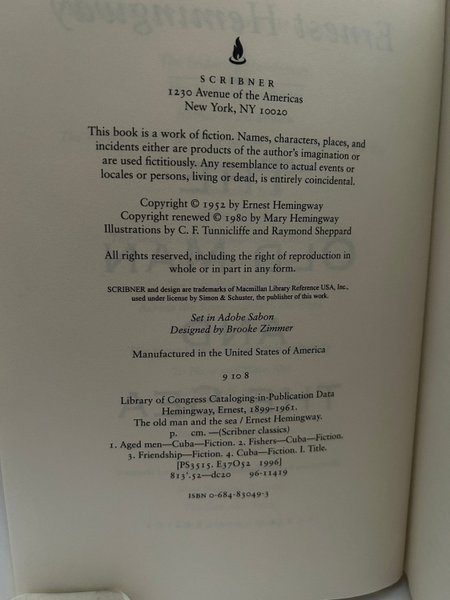 SCRIBNER
1230 Avenue of the Americas
New York, NY 10020
This book is a work of fiction. Names, characters, places, and
incidents either are products of the author's imagination or
are used fictitiously. Any resemblance to actual events or
locales or persons, living or dead, is entirely coincidental.
Copyright © 1952 by Ernest Hemingway
Copyright renewed © 1980 by Mary Hemingway
Illustrations by C. F. Tunnicliffe and Raymond Sheppard
All rights reserved, including the right of reproduction in
whole or in part in any form.
SCRIBNER and design are trademarks of Macmillan Library Reference USA, Inc.,
used under license by Simon & Schuster, the publisher of this work.
Set in Adobe Sabon
Designed by Brooke Zimmer
Manufactured in the United States of America
9 10 8
Library of Congress Cataloging-in-Publication Data
Hemingway, Ernest, 1899–1961.
The old man and the sea / Ernest Hemingway.
p. cm. —(Scribner classics)
1. Aged men—Cuba—Fiction. 2. Fishers—Cuba—Fiction.
3. Friendship—Fiction. 4. Cuba—Fiction. I. Title.
[PS3515. E37O52 1996]
813'.52—dc20 96-11419
ISBN 0-684-83049-3